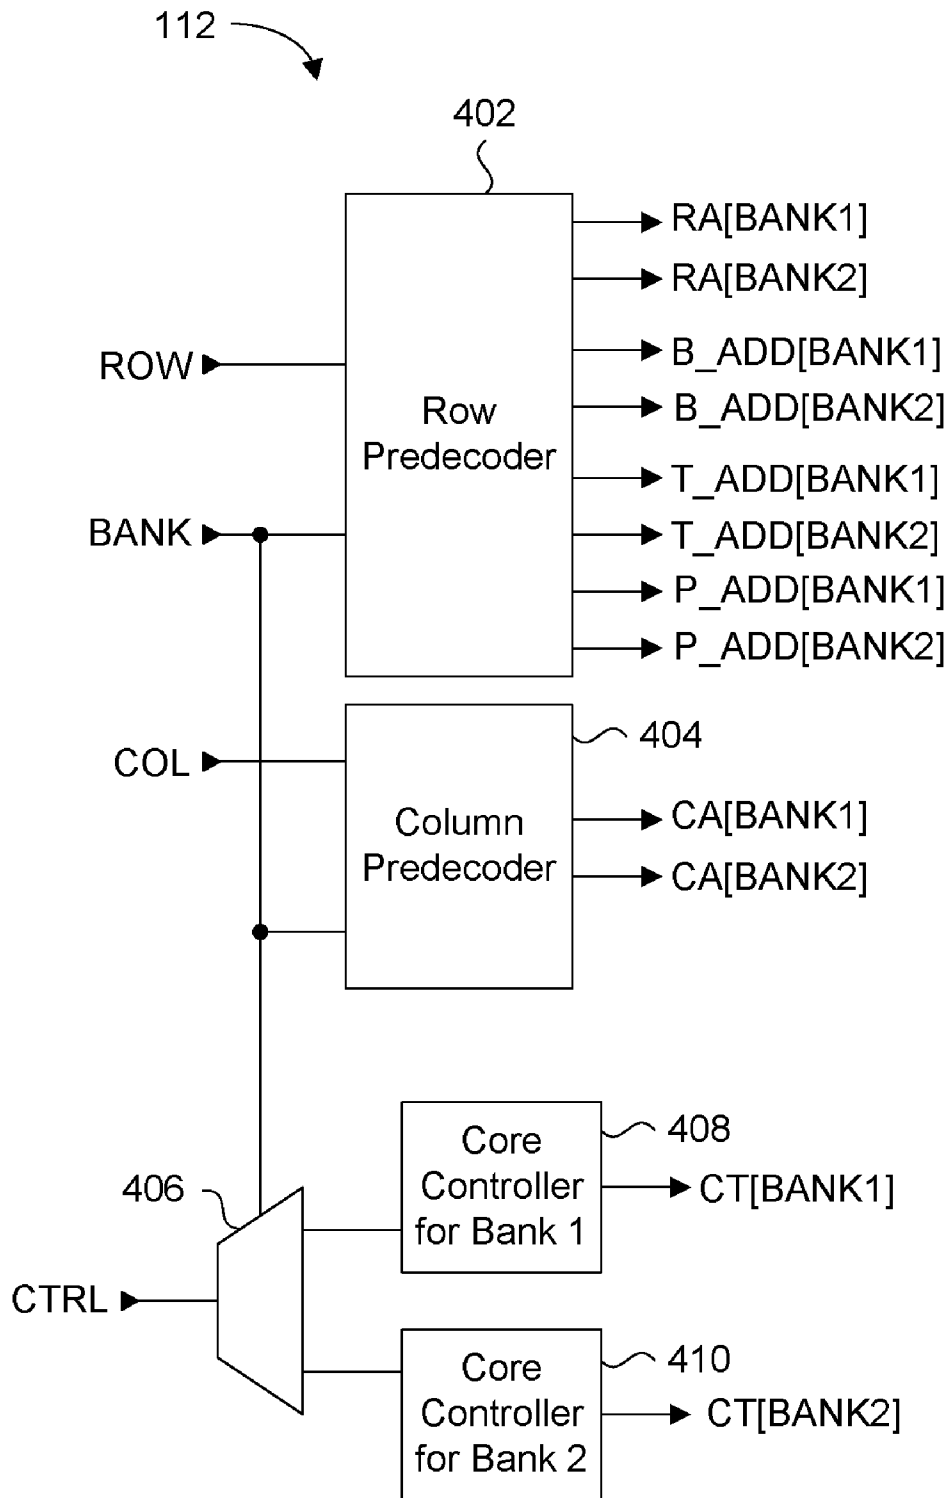 112
402
RA[BANK1]
RA[BANK2]
ROW
B_ADD[BANK1]
B_ADD[BANK2]
Row
Predecoder
T_ADD[BANK1]
BANK
T_ADD[BANK2]
P_ADD[BANK1]
P_ADD[BANK2]
404
COL
Column
Predecoder
CA[BANK1]
CA[BANK2]
408
Core
Controller
for Bank 1
CT[BANK1]
406
CTRL
410
Core
Controller
for Bank 2
CT[BANK2]